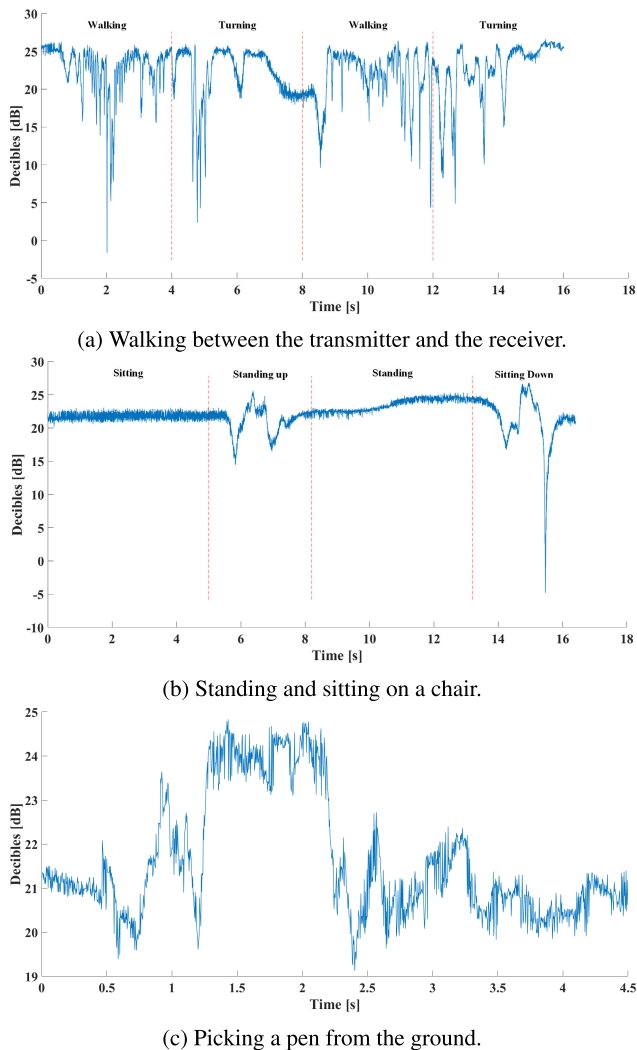 Walking Turning Walking Turning
30
25
20
15
10
5
0
-5
Decibles [dB]
0 2 4 6 8 10 12 14 16 18
Time [s]
(a) Walking between the transmitter and the receiver.
Sitting Standing up Standing Sitting Down
30
25
20
15
10
5
0
-5
-10
Decibles [dB]
0 2 4 6 8 10 12 14 16 18
Time [s]
(b) Standing and sitting on a chair.
25
24
23
22
21
20
19
Decibles [dB]
0 0.5 1 1.5 2 2.5 3 3.5 4 4.5
Time [s]
(c) Picking a pen from the ground.